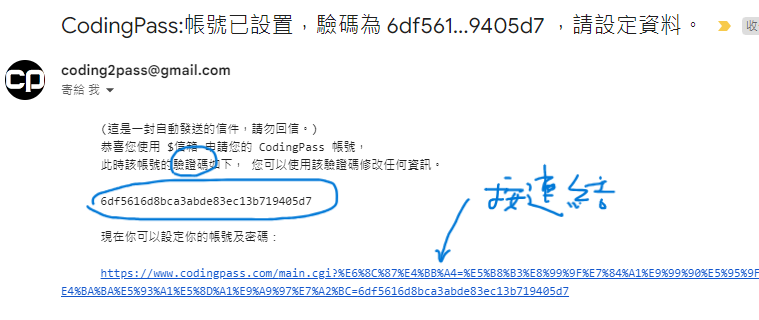 CodingPass:帳號已設置，驗碼為 6df561...9405d7 ，請設定資料。
收
cp
coding2pass@gmail.com
寄給 我
(這是一封自動發送的信件，請勿回信。)
恭喜您使用 $信箱 申請您的 CodingPass 帳號，
此時該帳號的驗證碼如下， 您可以使用該驗證碼修改任何資訊。
6df5616d8bca3abde83ec13b719405d7
按連結
現在你可以設定你的帳號及密碼：
https://www.codingpass.com/main.cgi?%E6%8C%87%E4%BB%A4=%E5%B8%B3%E8%99%9F%E7%84%A1%E9%99%90%E5%95%9F
E4%BA%BA%E5%93%A1%E5%8D%A1%E9%A9%97%E7%A2%BC=6df5616d8bca3abde83ec13b719405d7